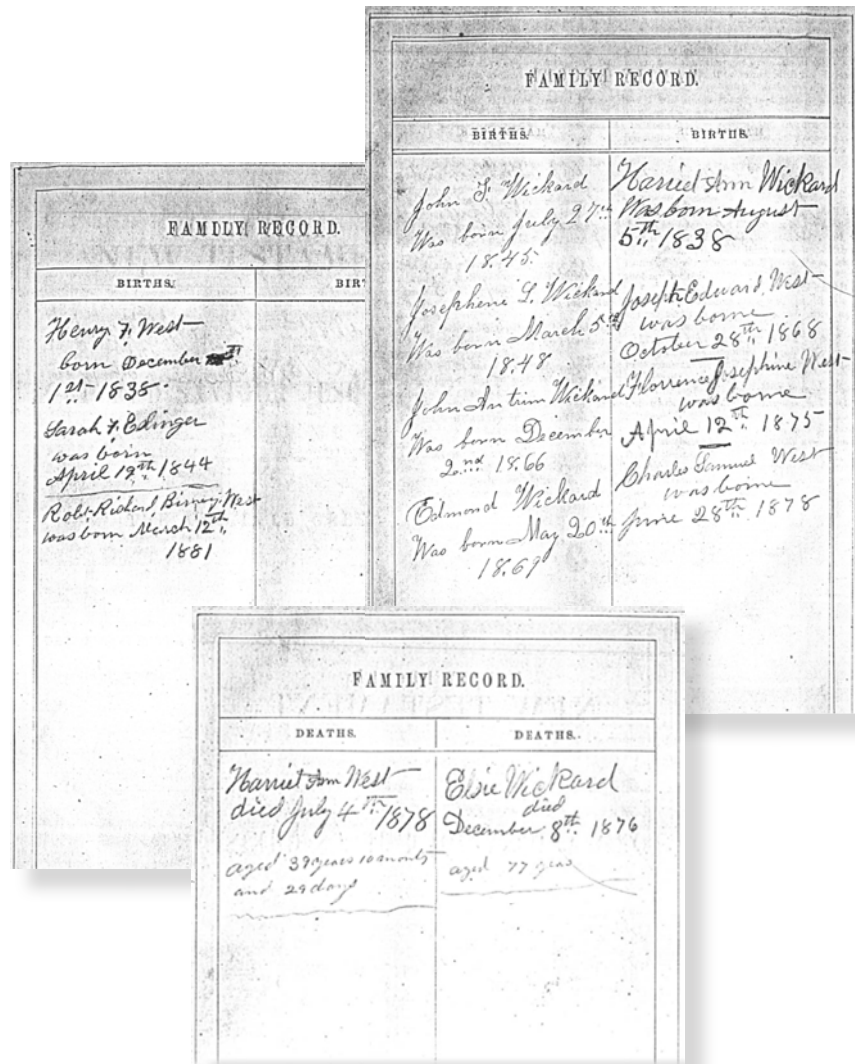 FAMILY RECORD.
BIRTHS.
BIRTHS.
John S. Wickard
Was born July 27th
1845.
Josephene L. Wickard
Was born March 5th
1848
John Antrim Wickard
Was born December
2nd 1866
Edmond Wickard
Was born May 20th
1869
Harriet Ann Wickard
Was born August
5th 1838
Joseph Edward West
was borne
October 28th 1868
Florrence Josephine West
was borne
April 12th 1875
Charles Samuel West
was borne
June 28th 1878
FAMILY RECORD.
BIRTHS.
BIRT
Henry F. West
born December
1st 1838.
Sarah F. Edinger
was born
April 19th 1844
Robt Richard Birney West
was born March 12th
1881
FAMILY RECORD.
DEATHS.
DEATHS.
Harriet Ann West
died July 4th 1878
aged 39 years 10 months
and 29 days
Elsie Wickard
died
December 8th 1876
aged 77 years